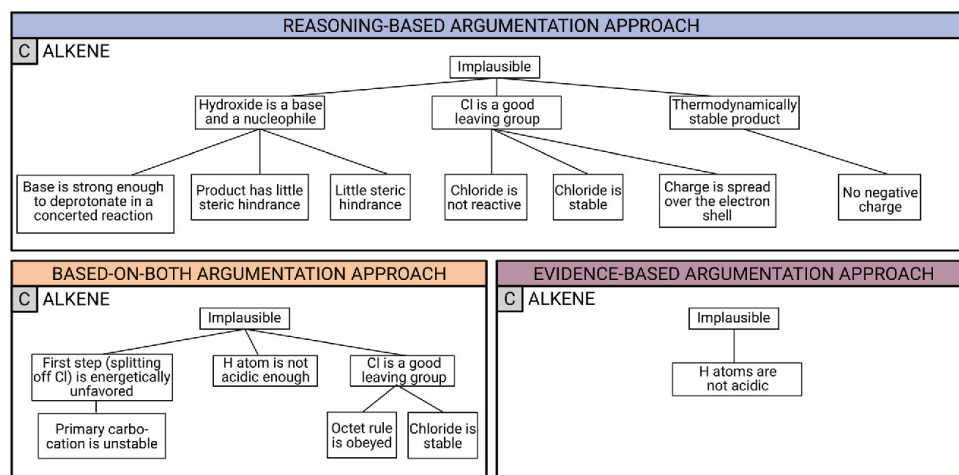 REASONING-BASED ARGUMENTATION APPROACH
C ALKENE
Implausible
Hydroxide is a base
and a nucleophile
Cl is a good
leaving group
Thermodynamically
stable product
Base is strong enough
to deprotonate in a
concerted reaction
Product has little
steric hindrance
Little steric
hindrance
Chloride is
not reactive
Chloride is
stable
Charge is spread
over the electron
shell
No negative
charge
BASED-ON-BOTH ARGUMENTATION APPROACH
C ALKENE
Implausible
First step (splitting
off Cl) is energetically
unfavored
H atom is not
acidic enough
Cl is a good
leaving group
Primary carbo-
cation is unstable
Octet rule
is obeyed
Chloride is
stable
EVIDENCE-BASED ARGUMENTATION APPROACH
C ALKENE
Implausible
H atoms are
not acidic